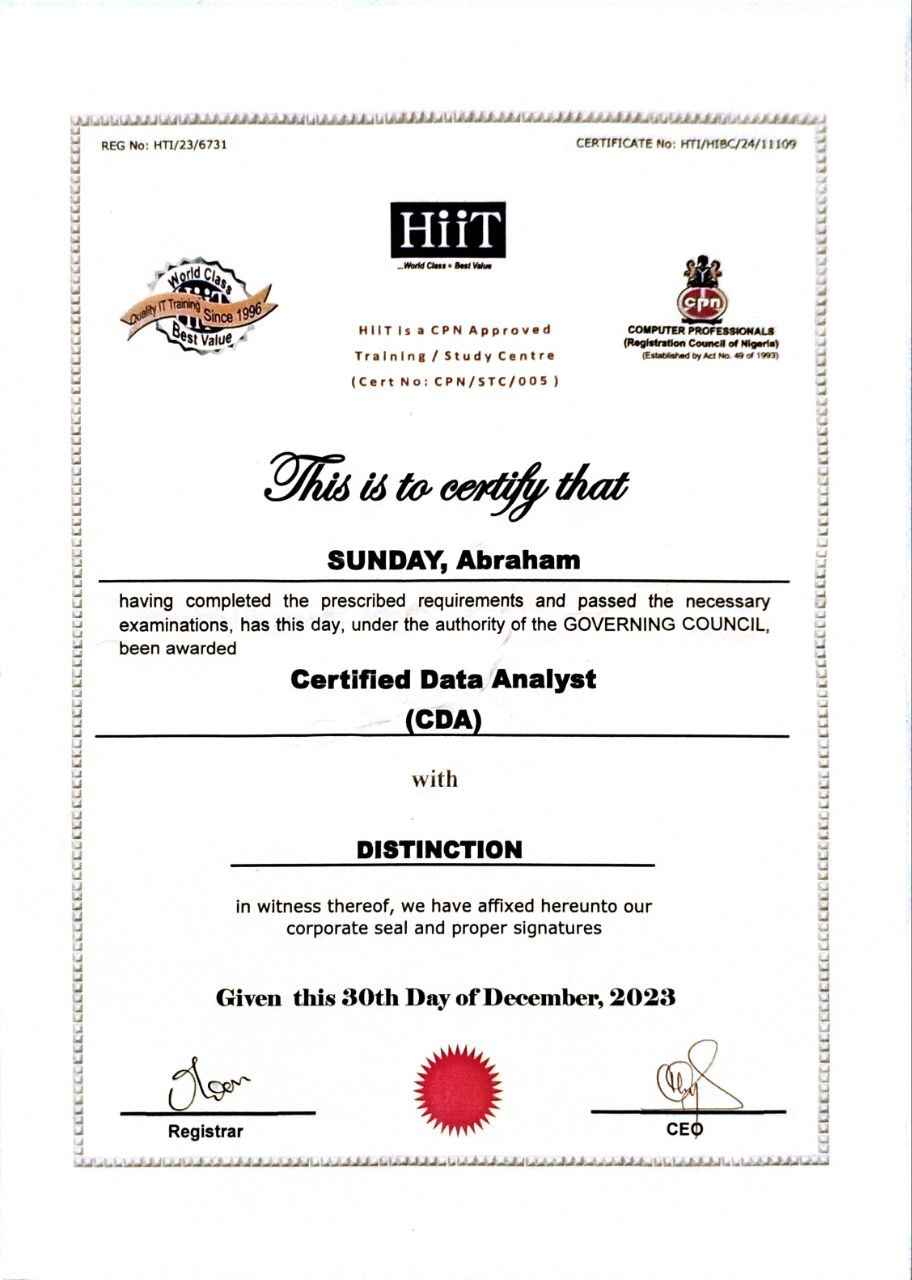 REG No: HTI/23/6731
CERTIFICATE No: HTI/HIBC/24/11109
HiiT
...World Class • Best Value
World Class
Quality IT Training Since 1996
Best Value
HiiT is a CPN Approved
Training / Study Centre
(Cert No: CPN/STC/005 )
cpn
COMPUTER PROFESSIONALS
(Registration Council of Nigeria)
(Established by Act No. 49 of 1993)
This is to certify that
SUNDAY, Abraham
having completed the prescribed requirements and passed the necessary
examinations, has this day, under the authority of the GOVERNING COUNCIL,
been awarded
Certified Data Analyst
(CDA)
with
DISTINCTION
in witness thereof, we have affixed hereunto our
corporate seal and proper signatures
Given this 30th Day of December, 2023
Registrar
CEO